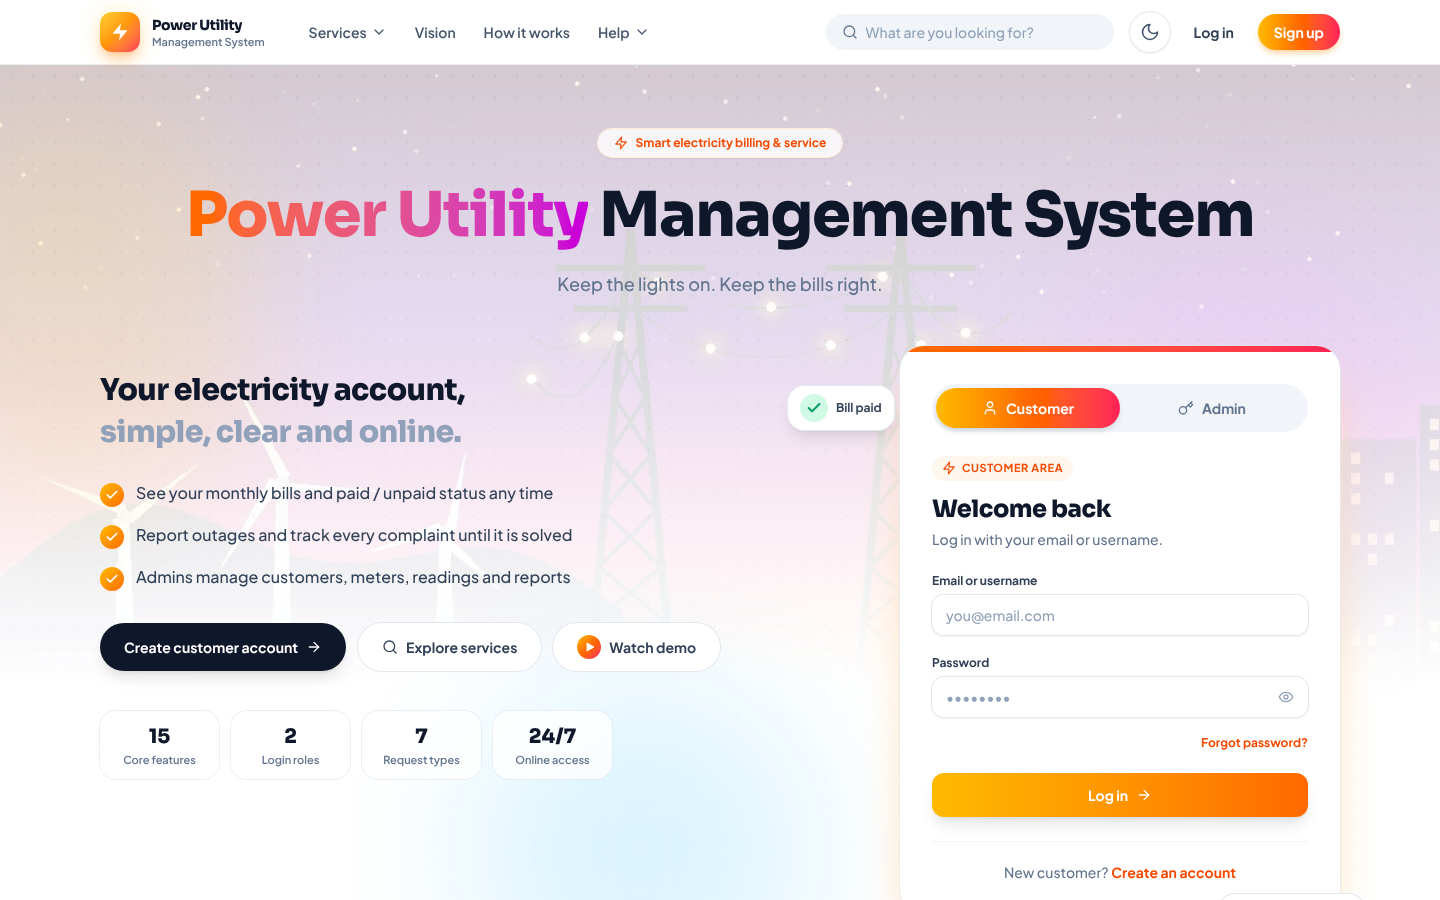 Power Utility
Management System
Services
Vision
How it works
Help
What are you looking for?
Log in
Sign up
Smart electricity billing & service
Power Utility Management System
Keep the lights on. Keep the bills right.
Your electricity account,
simple, clear and online.
See your monthly bills and paid / unpaid status any time
Report outages and track every complaint until it is solved
Admins manage customers, meters, readings and reports
Create customer account
Explore services
Watch demo
15
Core features
2
Login roles
7
Request types
24/7
Online access
Bill paid
Customer
Admin
CUSTOMER AREA
Welcome back
Log in with your email or username.
Email or username
you@email.com
Password
••••••••
Forgot password?
Log in
New customer? Create an account